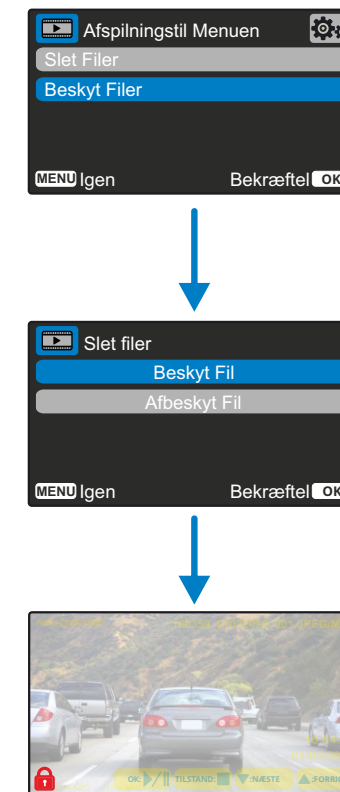 Afspilningstil Menuen
Slet Filer
Beskyt Filer
MENU Igen Bekræftel OK
Slet filer
Beskyt Fil
Afbeskyt Fil
MENU Igen Bekræftel OK
OK: / TILSTAND: :NÆSTE :FORRIG